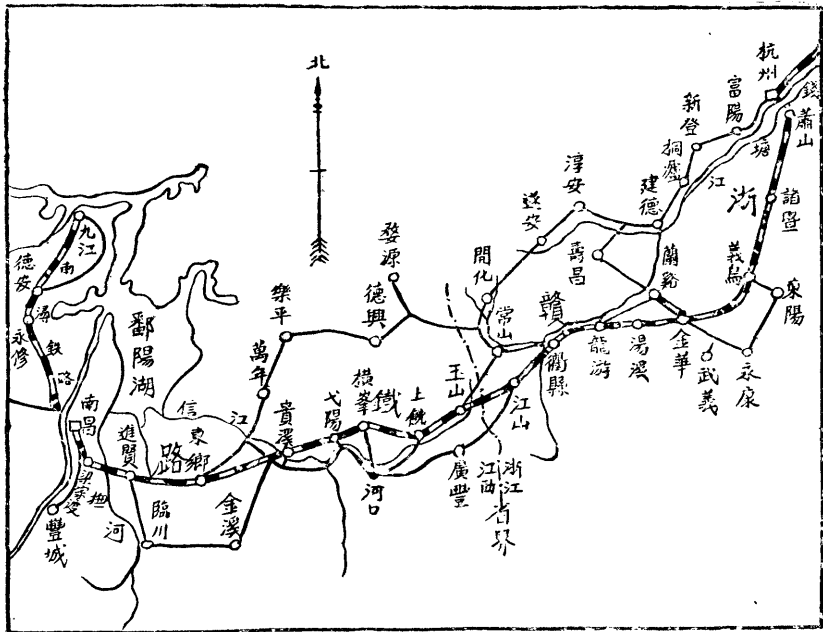 北
杭州
錢
塘
江
蕭山
富陽
新登
桐廬
浙
諸暨
建德
淳安
遂安
壽昌
蘭谿
義烏
東陽
開化
常山
贛
衢縣
龍游
湯溪
金華
武義
永康
婺源
德興
樂平
萬年
玉山
江山
廣豐
浙江
江西
省界
上饒
鐵
橫峯
弋陽
河口
貴溪
信
江
東鄉
路
金溪
臨川
進賢
鄱陽湖
九江
南
潯
鉄
路
德安
永修
南昌
梁家渡
撫
河
豐城